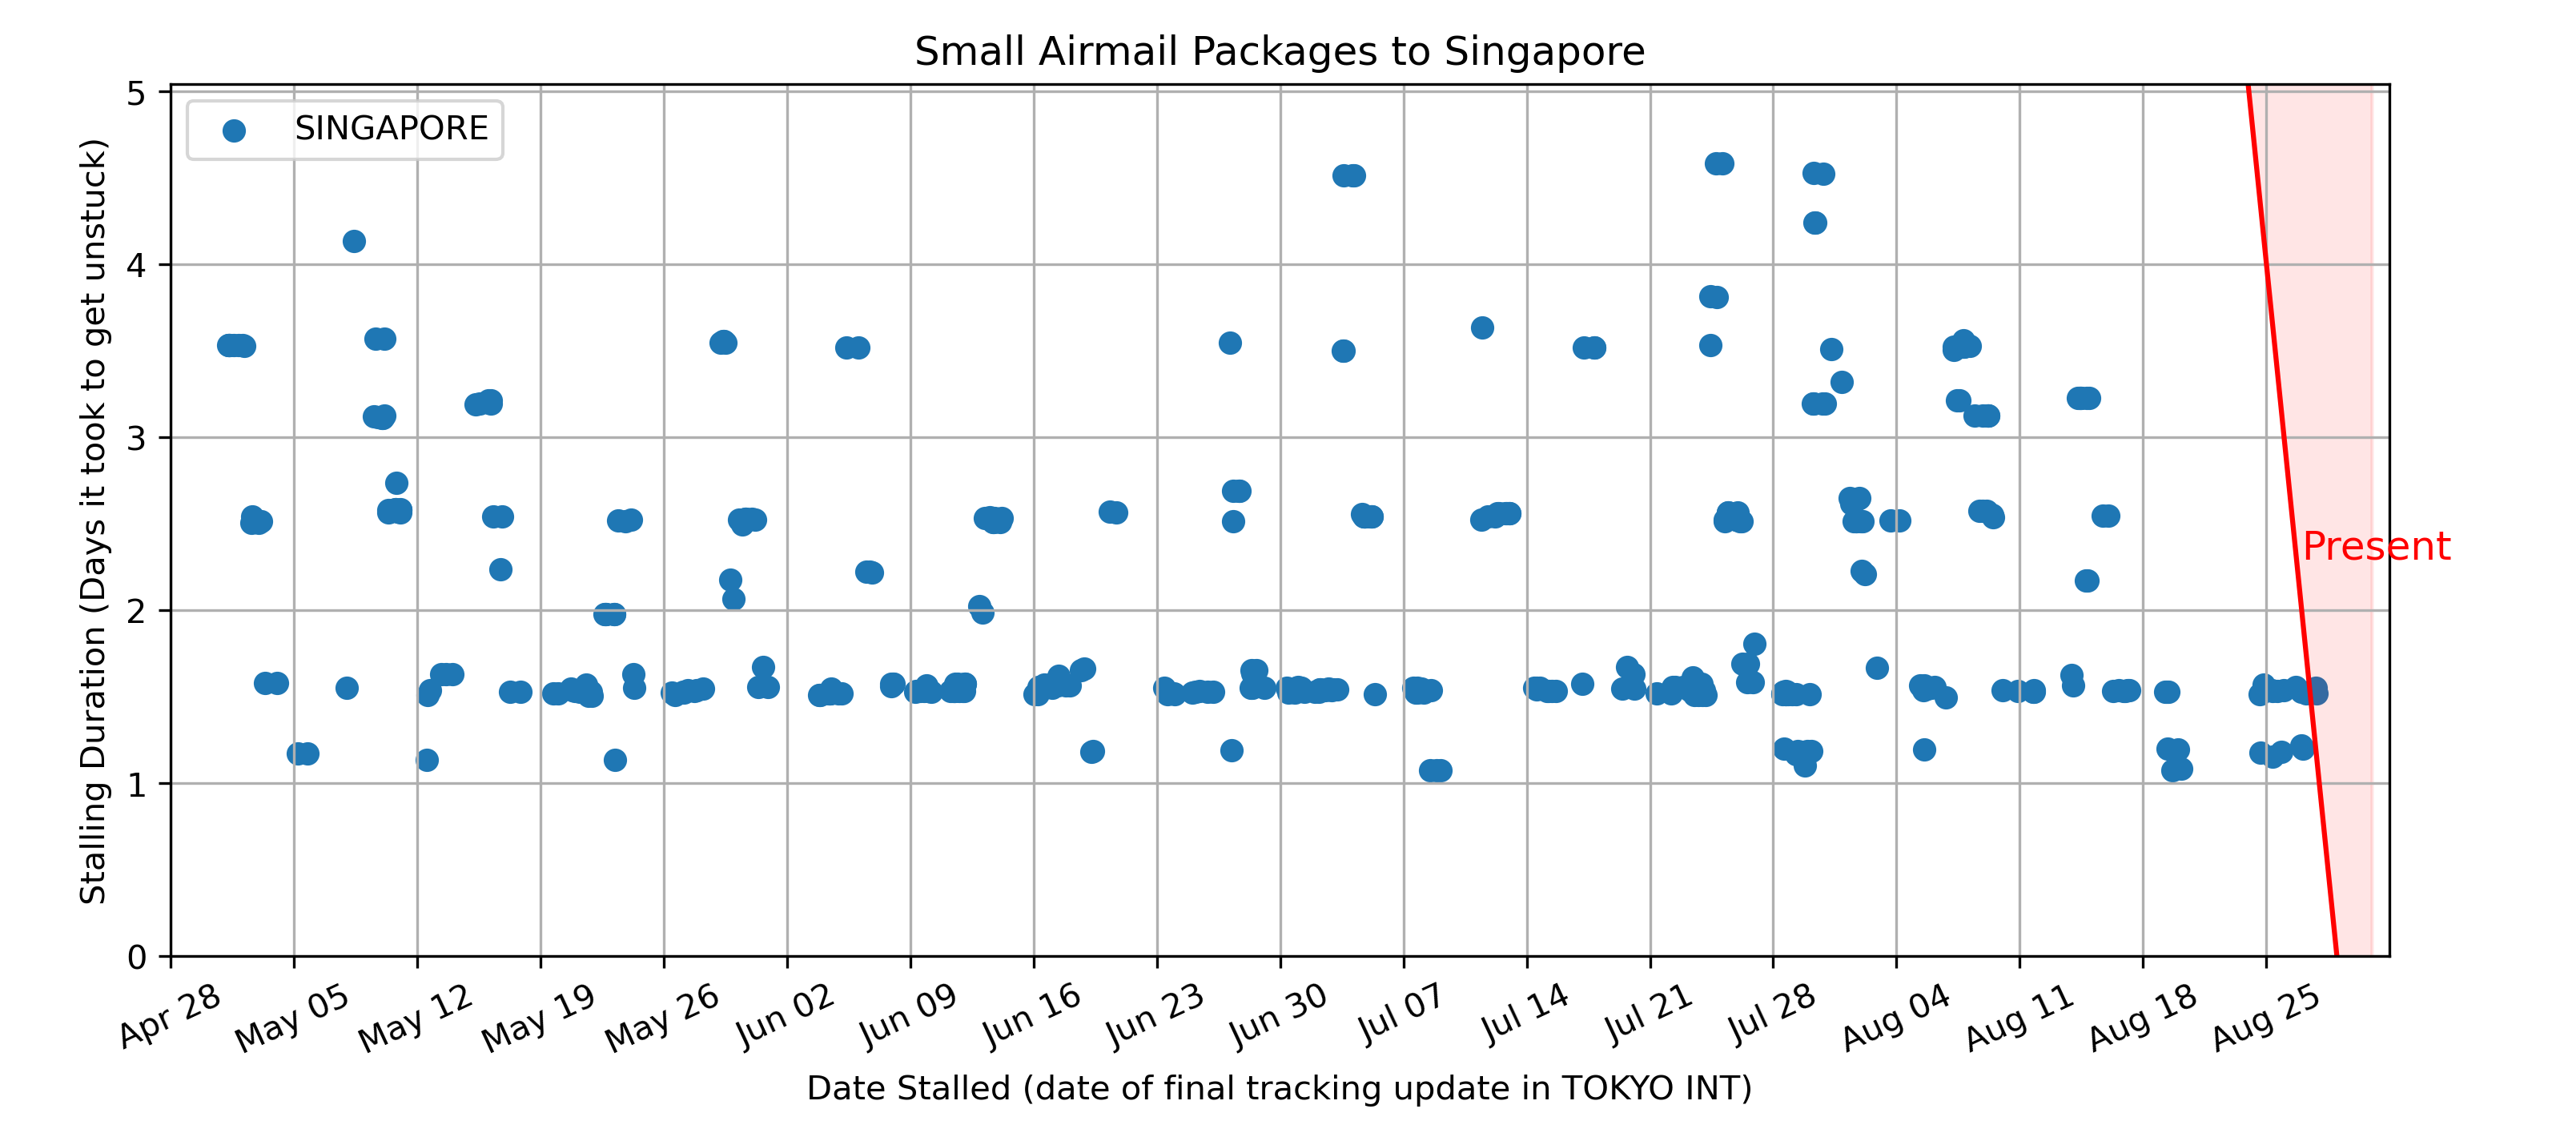 Small Airmail Packages to Singapore
SINGAPORE
Stalling Duration (Days it took to get unstuck)
5
4
3
2
1
0
Present
Apr 28
May 05
May 12
May 19
May 26
Jun 02
Jun 09
Jun 16
Jun 23
Jun 30
Jul 07
Jul 14
Jul 21
Jul 28
Aug 04
Aug 11
Aug 18
Aug 25
Date Stalled (date of final tracking update in TOKYO INT)